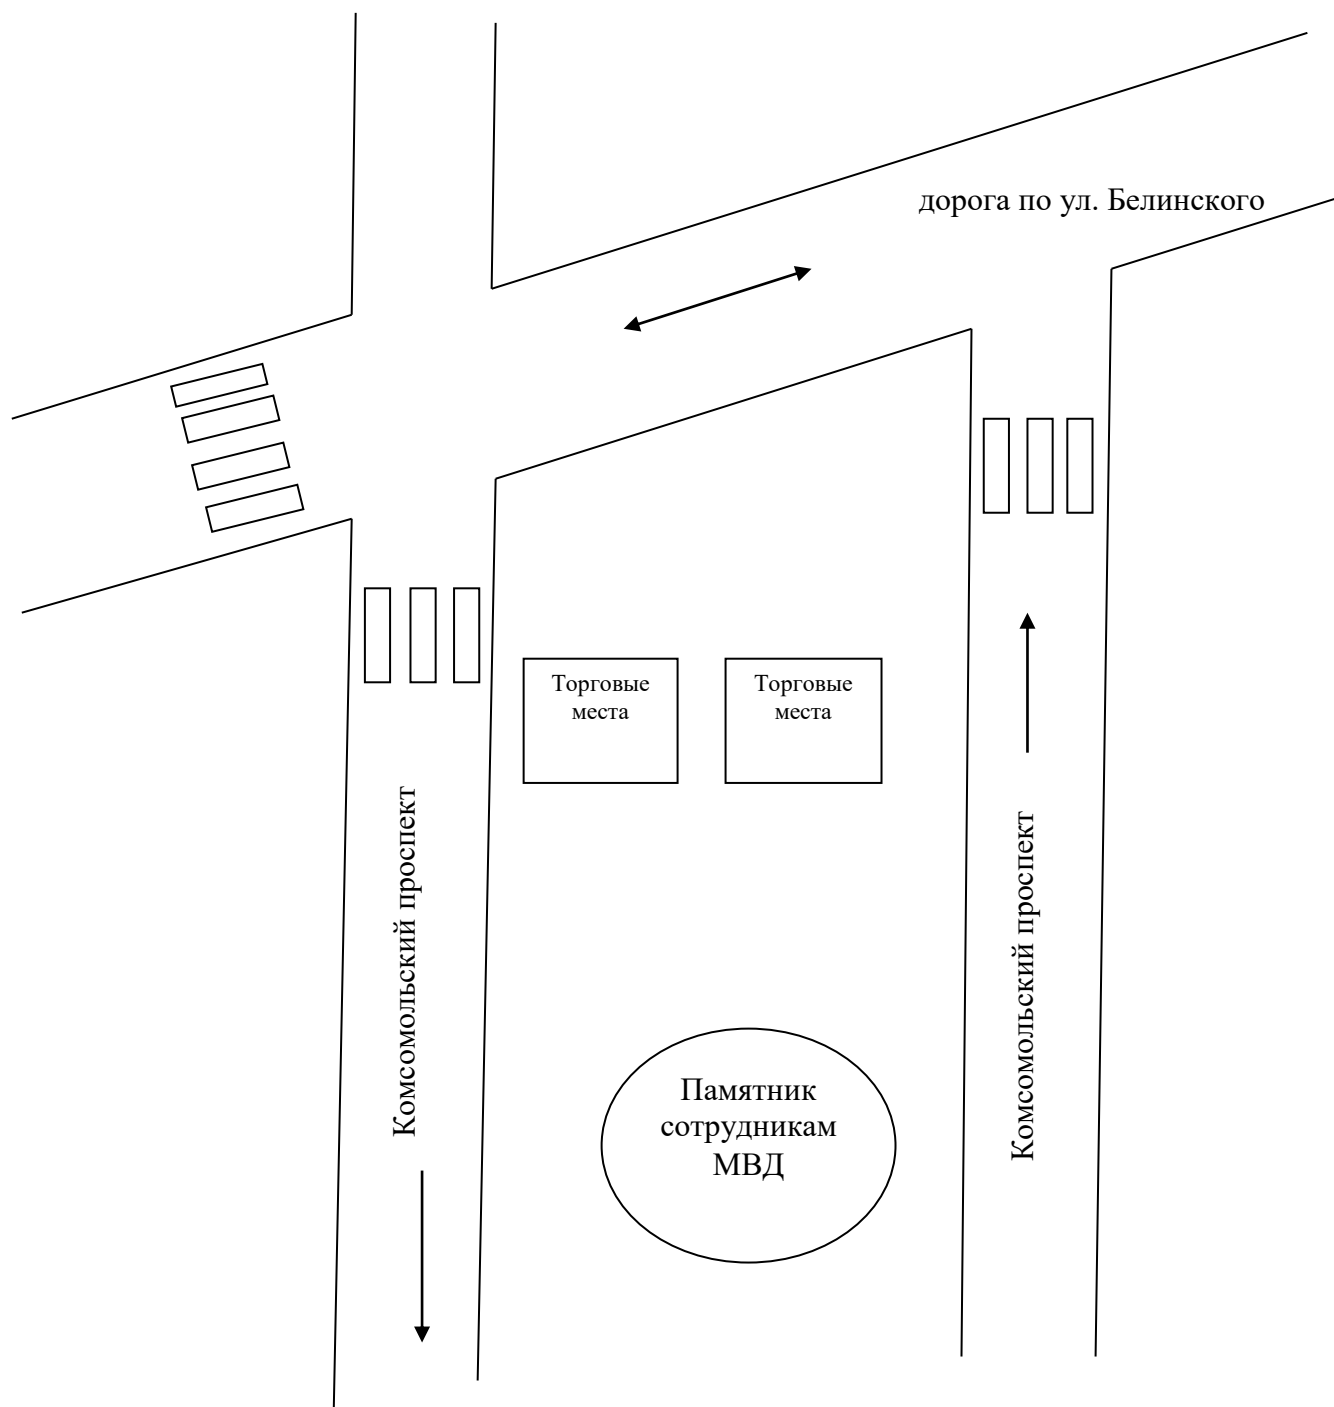 дорога по ул. Белинского
Торговые
места
Торговые
места
Комсомольский проспект
Комсомольский проспект
Памятник
сотрудникам
МВД